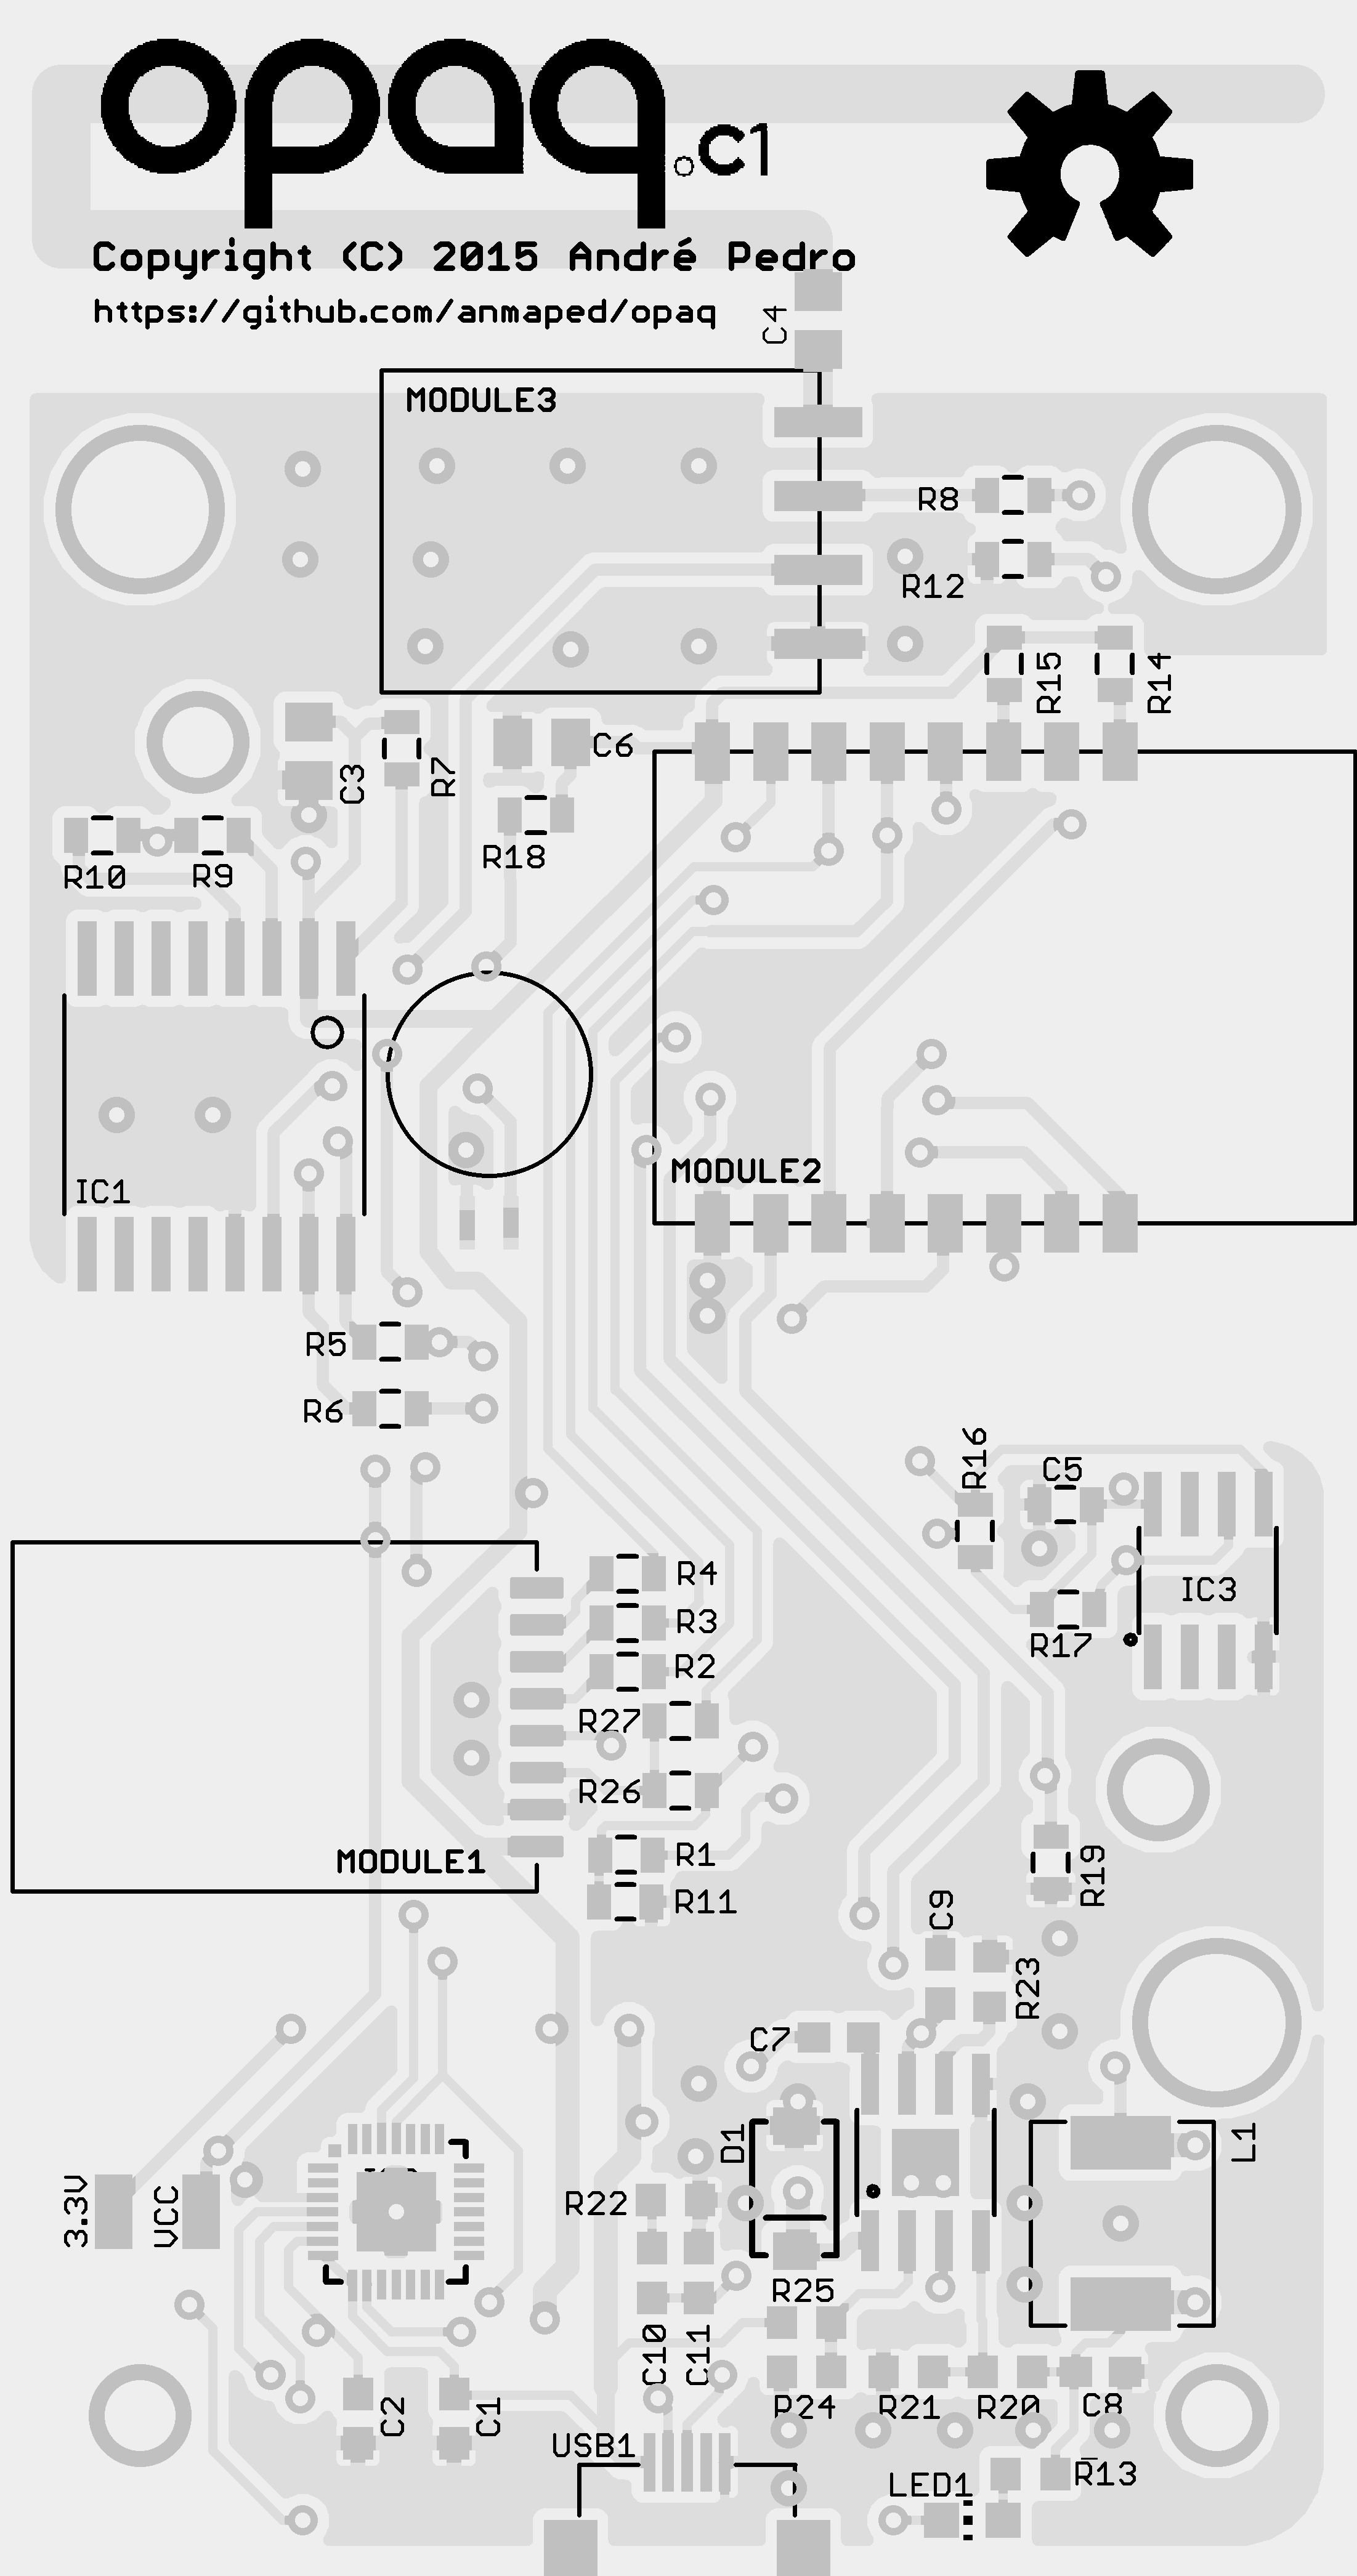 opaq.c1
Copyright (C) 2015 André Pedro
https://github.com/anmaped/opaq
C4
MODULE3
R8
R12
R15
R14
C3
R7
C6
R18
R10
R9
IC1
MODULE2
R5
R6
R16
C5
IC3
R17
R4
R3
R2
R27
R26
R1
R11
MODULE1
R19
C9
R23
C7
D1
L1
3.3V
VCC
R22
R25
C10
C11
R24
R21
R20
C8
C2
C1
USB1
LED1
R13